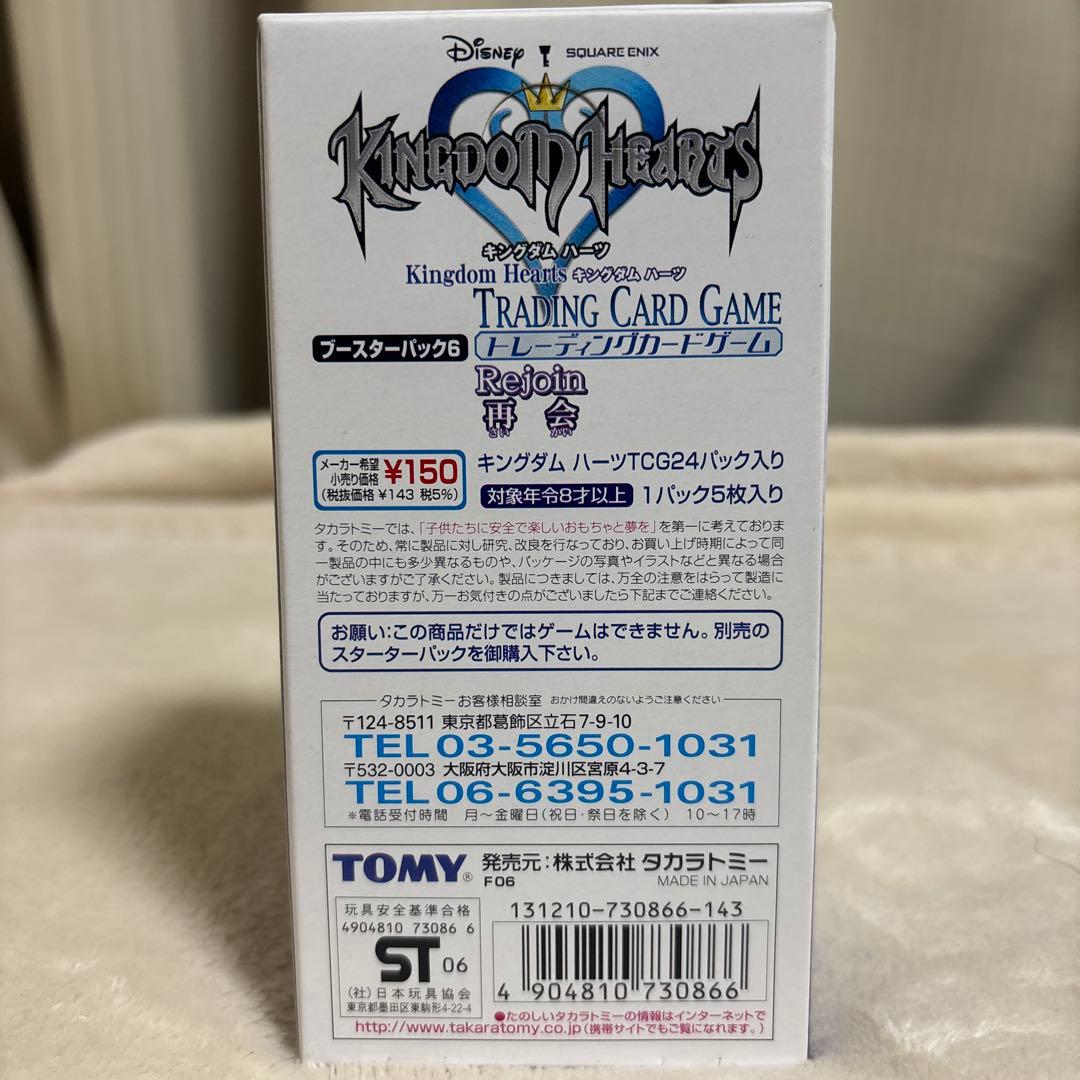 Disney SQUARE ENIX
KINGDOM HEARTS
キングダム ハーツ
Kingdom Hearts キングダム ハーツ
TRADING CARD GAME
ブースターパック6 トレーディングカードゲーム
Rejoin
再会
さい かい
メーカー希望
小売り価格 ¥150
(税抜価格 ¥143 税5%)
キングダム ハーツTCG24パック入り
対象年令8才以上 1パック5枚入り
タカラトミーでは、「子供たちに安全で楽しいおもちゃと夢を」を第一に考えておりま
す。そのため、常に製品に対し研究、改良を行なっており、お買い上げ時期によって同
一製品の中にも多少異なるものや、パッケージの写真やイラストなどと異なる場合
がございますがご了承ください。製品につきましては、万全の注意をはらって製造に
当たっておりますが、万一お気付きの点がございましたら下記までご連絡ください。
お願い:この商品だけではゲームはできません。別売の
スターターパックを御購入下さい。
タカラトミーお客様相談室 おかけ間違えのないようご注意ください
〒124-8511 東京都葛飾区立石7-9-10
TEL 03-5650-1031
〒532-0003 大阪府大阪市淀川区宮原4-3-7
TEL 06-6395-1031
※電話受付時間 月〜金曜日(祝日・祭日を除く) 10〜17時
TOMY® 発売元:株式会社 タカラトミー
F06 MADE IN JAPAN
玩具安全基準合格
4904810 73086 6
ST 06
(社)日本玩具協会
東京都墨田区東駒形4-22-4
131210-730866-143
4 904810 730866
●たのしいタカラトミーの情報はインターネットで
http://www.takaratomy.co.jp(携帯サイトでもご覧になれます。)